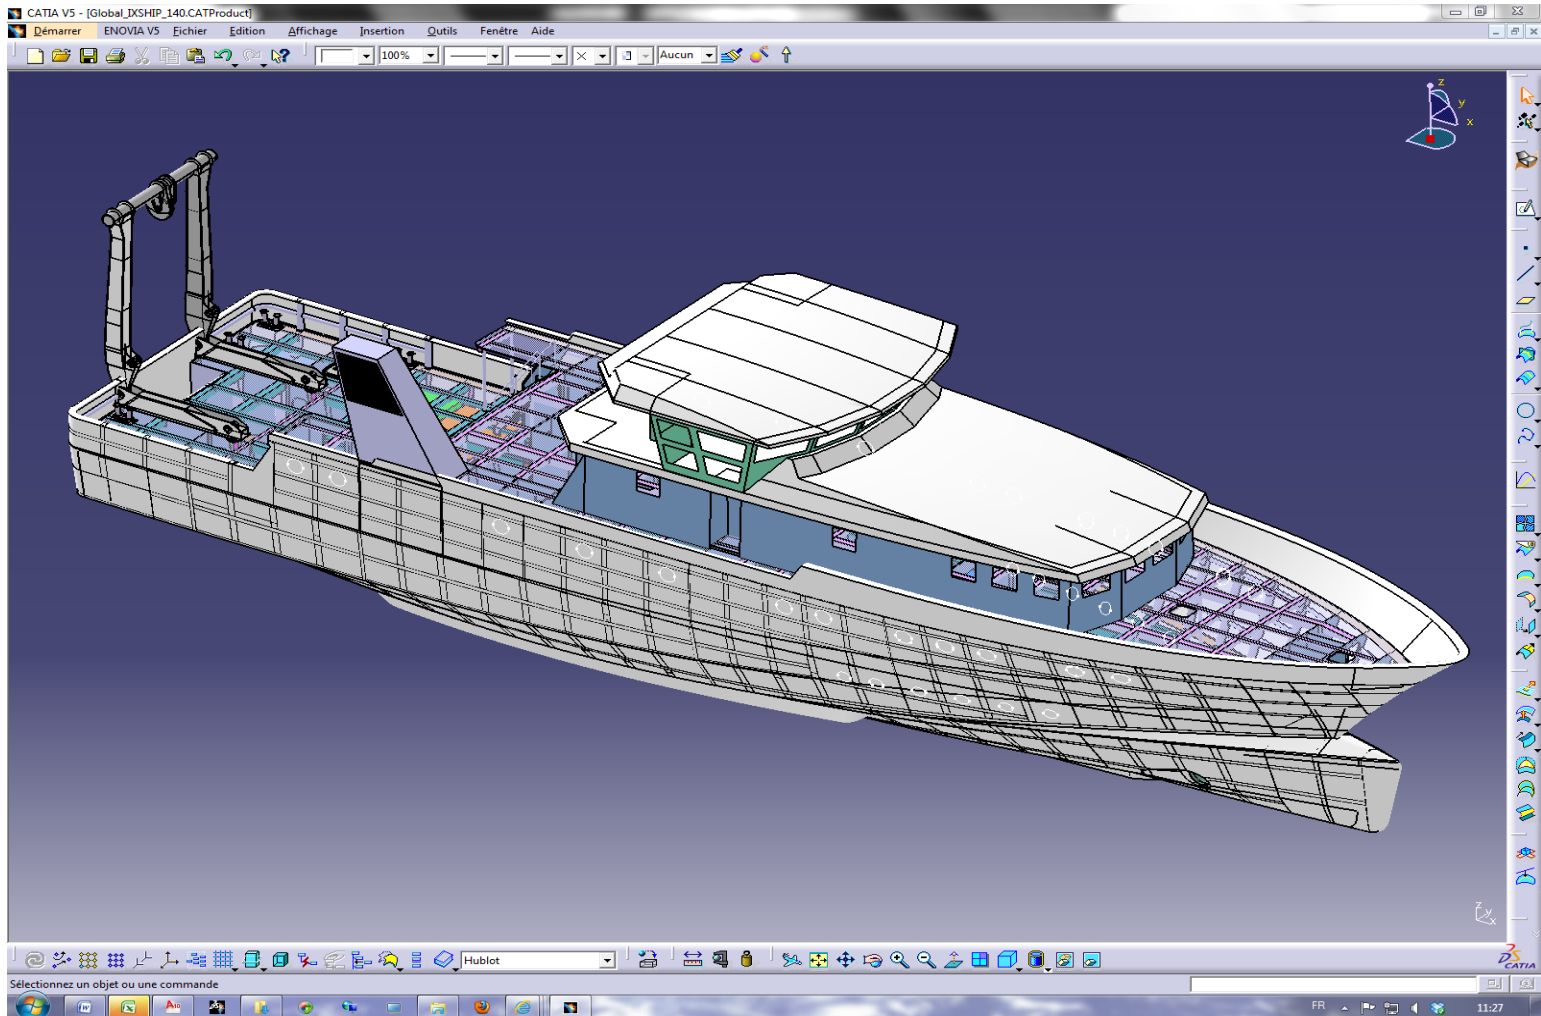 CATIA V5 - [Global_IXSHIP_140.CATProduct]
Démarrer ENOVIA V5 Fichier Edition Affichage Insertion Outils Fenêtre Aide
100% Aucun
z
y
x
z
y
x
Hublot
CATIA
Sélectionnez un objet ou une commande
FR 11:27